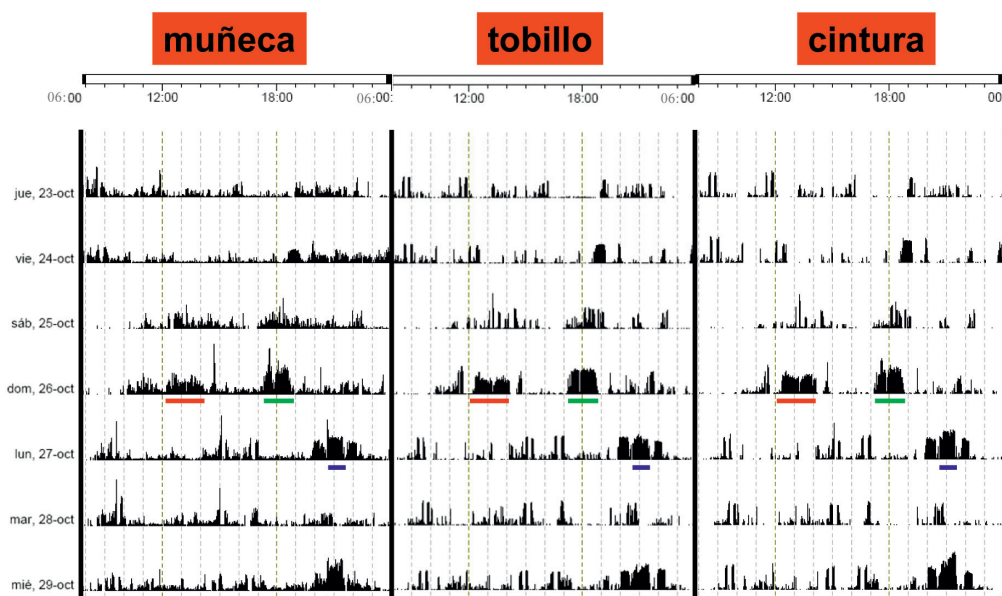 muñeca tobillo cintura
06:00 12:00 18:00 06:00: 12:00 18:00 06:00 12:00 18:00 00
jue, 23-oct
vie, 24-oct
sáb, 25-oct
dom, 26-oct
lun, 27-oct
mar, 28-oct
mié, 29-oct